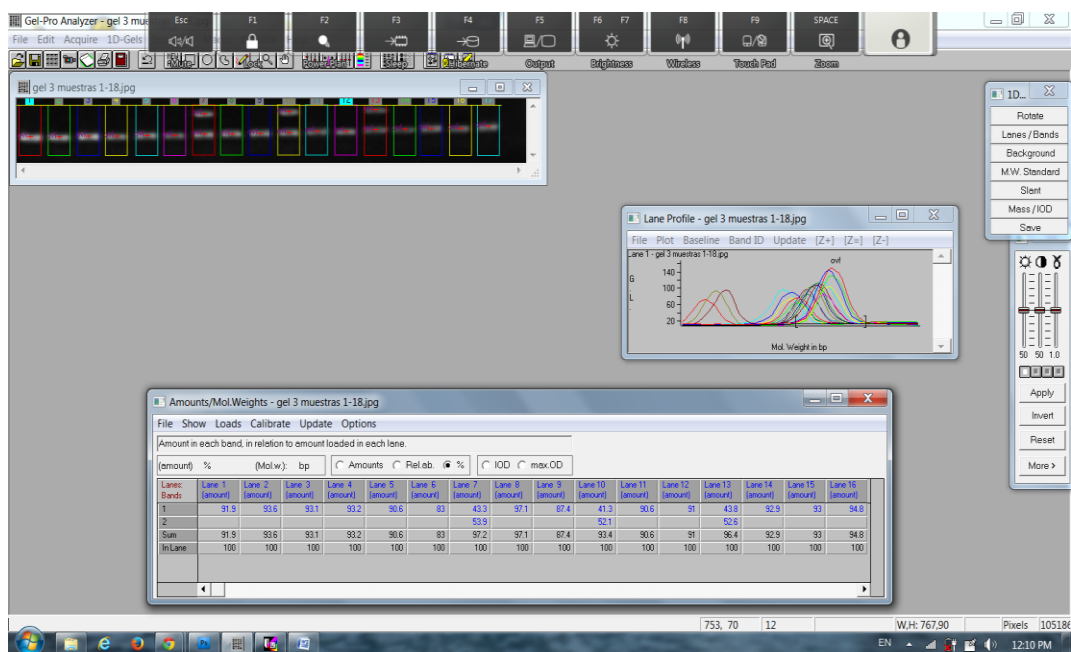 Gel-Pro Analyzer - gel 3 mue
Esc F1 F2 F3 F4 F5 F6 F7 F8 F9 SPACE
File Edit Acquire 1D-Gels
Mute Lock Power Plan Sleep Hibernate Output Brightness Wireless Touch Pad Zoom
gel 3 muestras 1-18.jpg
1D...
Rotate
Lanes / Bands
Background
M.W. Standard
Slant
Mass / IOD
Save
Lane Profile - gel 3 muestras 1-18.jpg
File Plot Baseline Band ID Update [Z+] [Z=] [Z-]
Lane 1 - gel 3 muestras 1-18.jpg
ovf
140
100
60
20
G
L
Mol. Weight in bp
50 50 1.0
Apply
Invert
Reset
More >
Amounts/Mol.Weights - gel 3 muestras 1-18.jpg
File Show Loads Calibrate Update Options
Amount in each band, in relation to amount loaded in each lane.
(amount) % (Mol.w.): bp Amounts Rel.ab. % IOD max.OD
Lanes: Lane 1 Lane 2 Lane 3 Lane 4 Lane 5 Lane 6 Lane 7 Lane 8 Lane 9 Lane 10 Lane 11 Lane 12 Lane 13 Lane 14 Lane 15 Lane 16
Bands (amount) (amount) (amount) (amount) (amount) (amount) (amount) (amount) (amount) (amount) (amount) (amount) (amount) (amount) (amount) (amount)
1 91.9 93.6 93.1 93.2 90.6 83 43.3 97.1 87.4 41.3 90.6 91 43.8 92.9 93 94.8
2 53.9 52.1 52.6
Sum 91.9 93.6 93.1 93.2 90.6 83 97.2 97.1 87.4 93.4 90.6 91 96.4 92.9 93 94.8
In Lane 100 100 100 100 100 100 100 100 100 100 100 100 100 100 100 100
753, 70 12 W,H: 767,90 Pixels 105186
EN 12:10 PM